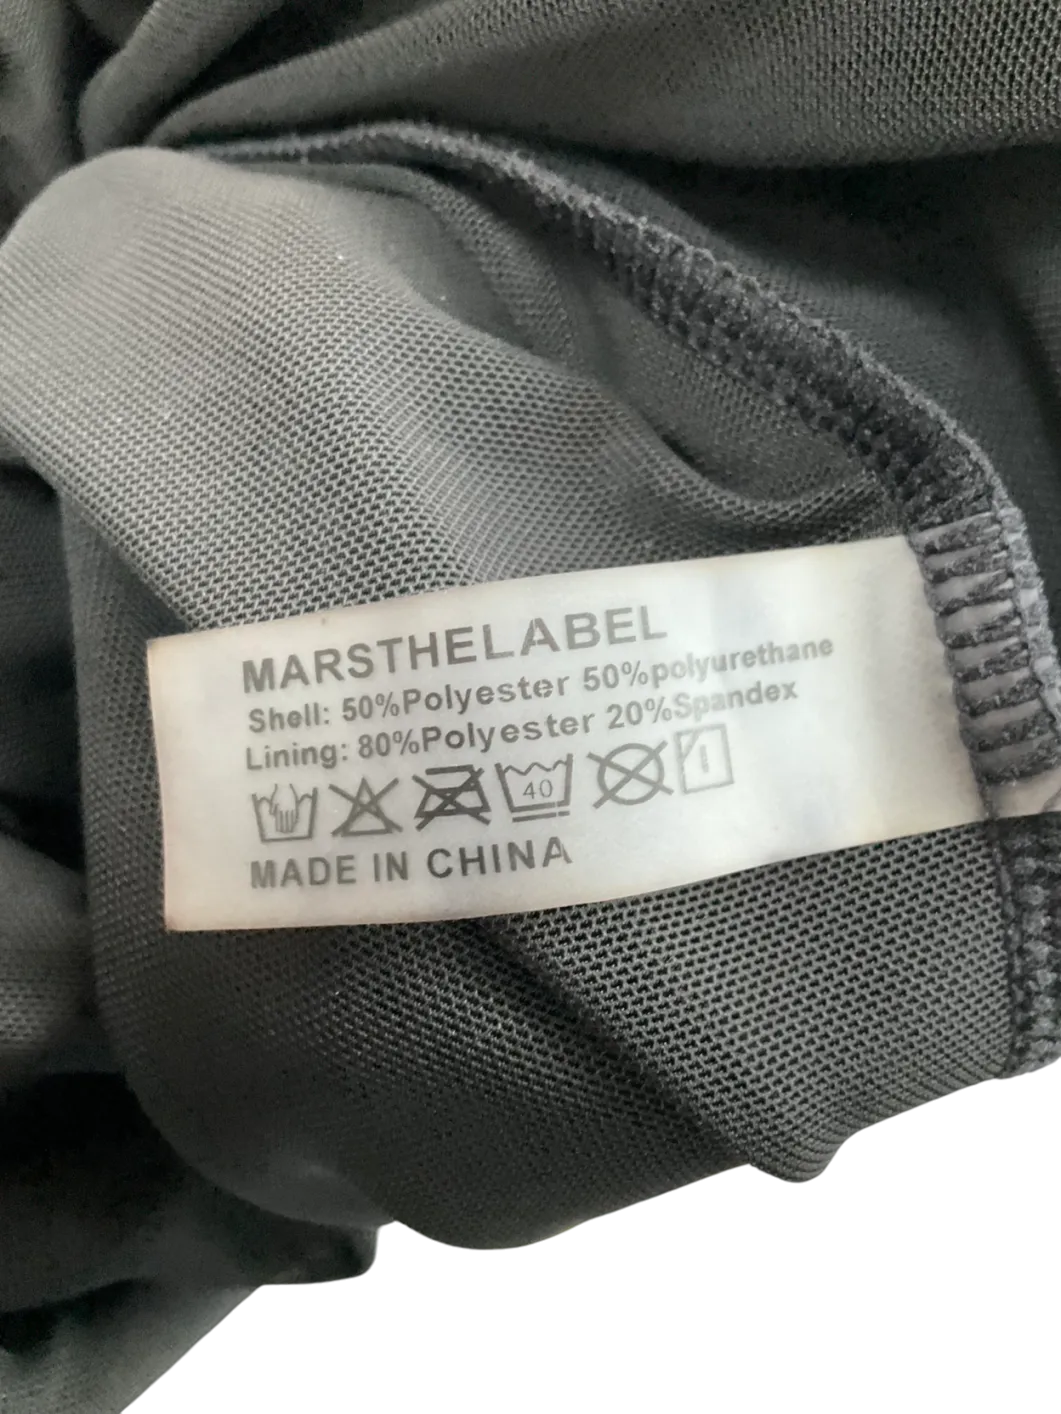 MARSTHELABEL
Shell: 50%Polyester 50%polyurethane
Lining: 80%Polyester 20%Spandex
40
MADE IN CHINA